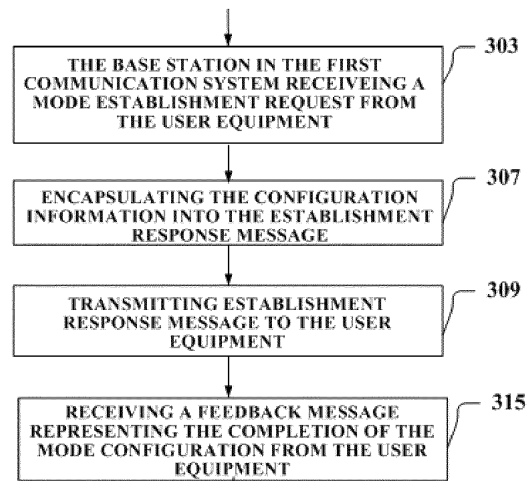 THE BASE STATION IN THE FIRST
COMMUNICATION SYSTEM RECEIVEING A
MODE ESTABLISHMENT REQUEST FROM
THE USER EQUIPMENT
303
ENCAPSULATING THE CONFIGURATION
INFORMATION INTO THE ESTABLISHMENT
RESPONSE MESSAGE
307
TRANSMITTING ESTABLISHMENT
RESPONSE MESSAGE TO THE USER
EQUIPMENT
309
RECEIVING A FEEDBACK MESSAGE
REPRESENTING THE COMPLETION OF THE
MODE CONFIGURATION FROM THE USER
EQUIPMENT
315